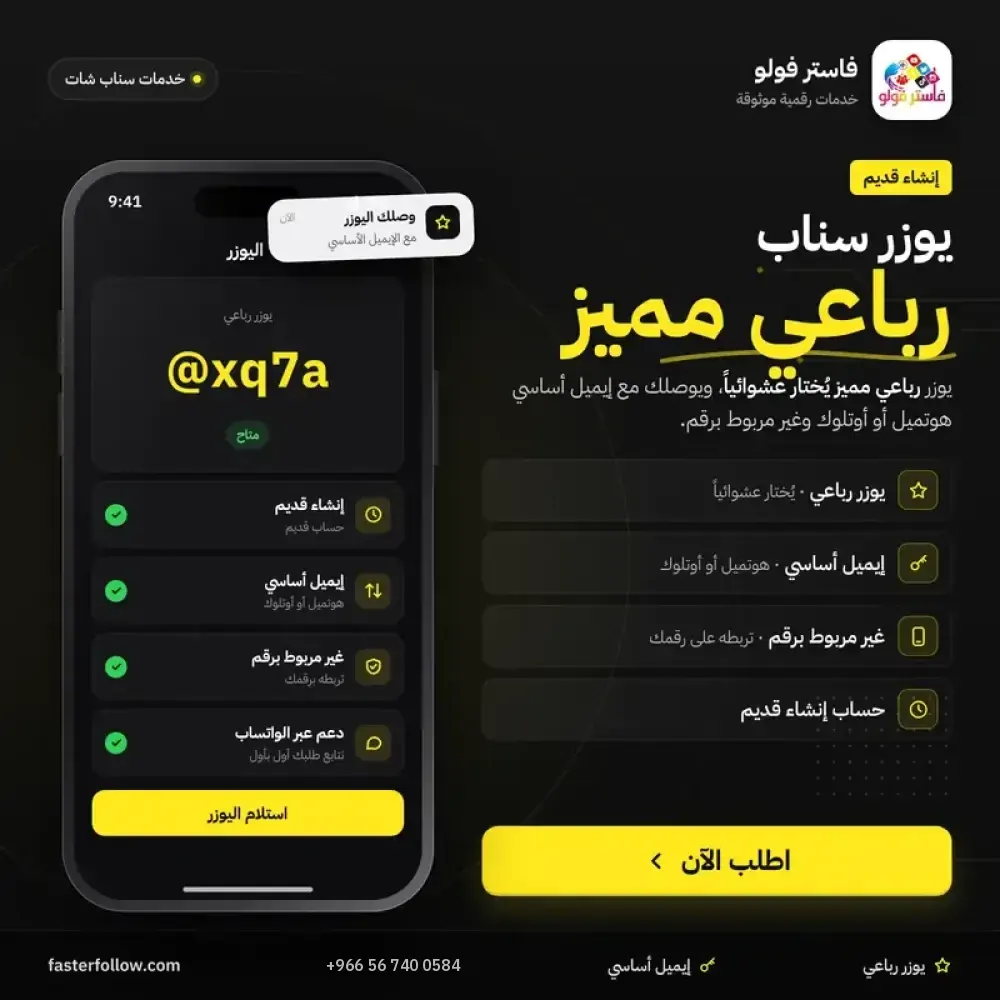 فاستر فولو
خدمات رقمية موثوقة
فاستر فولو
خدمات سناب شات
إنشاء قديم
يوزر سناب
رباعي مميز
يوزر رباعي مميز يُختار عشوائياً، ويوصلك مع إيميل أساسي
هوتميل أو أوتلوك وغير مربوط برقم.
يوزر رباعي · يُختار عشوائياً
إيميل أساسي · هوتميل أو أوتلوك
غير مربوط برقم · تربطه على رقمك
حساب إنشاء قديم
اطلب الآن
9:41
وصلك اليوزر
الآن
مع الإيميل الأساسي
اليوزر
يوزر رباعي
@xq7a
متاح
إنشاء قديم
حساب قديم
إيميل أساسي
هوتميل أو أوتلوك
غير مربوط برقم
تربطه برقمك
دعم عبر الواتساب
نتابع طلبك أول بأول
استلام اليوزر
يوزر رباعي
إيميل أساسي
+966 56 740 0584
fasterfollow.com